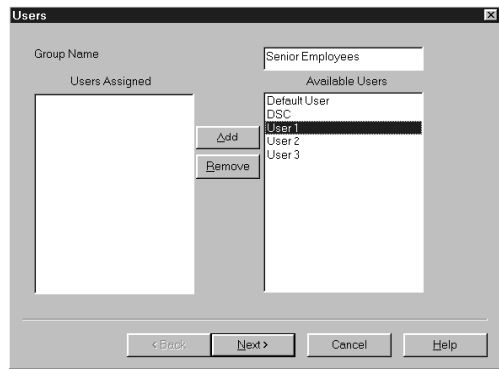 Users
Group Name
Senior Employees
Users Assigned
Available Users
Default User
DSC
User 1
User 2
User 3
Add
Remove
< Back
Next >
Cancel
Help